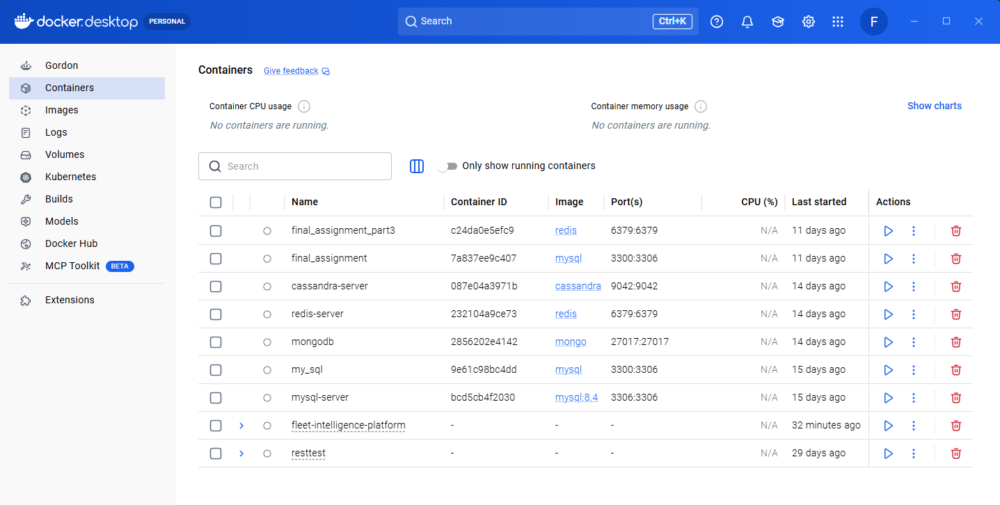 docker.desktop PERSONAL Search Ctrl+K F
Gordon
Containers
Images
Logs
Volumes
Kubernetes
Builds
Models
Docker Hub
MCP Toolkit BETA
Extensions
Containers Give feedback
Container CPU usage
No containers are running.
Container memory usage
No containers are running.
Show charts
Search
Only show running containers
Name Container ID Image Port(s) CPU (%) Last started Actions
final_assignment_part3 c24da0e5efc9 redis 6379:6379 N/A 11 days ago
final_assignment 7a837ee9c407 mysql 3300:3306 N/A 11 days ago
cassandra-server 087e04a3971b cassandra 9042:9042 N/A 14 days ago
redis-server 232104a9ce73 redis 6379:6379 N/A 14 days ago
mongodb 2856202e4142 mongo 27017:27017 N/A 14 days ago
my_sql 9e61c98bc4dd mysql 3300:3306 N/A 15 days ago
mysql-server bcd5cb4f2030 mysql:8.4 3306:3306 N/A 15 days ago
fleet-intelligence-platform - - - N/A 32 minutes ago
resttest - - - N/A 29 days ago